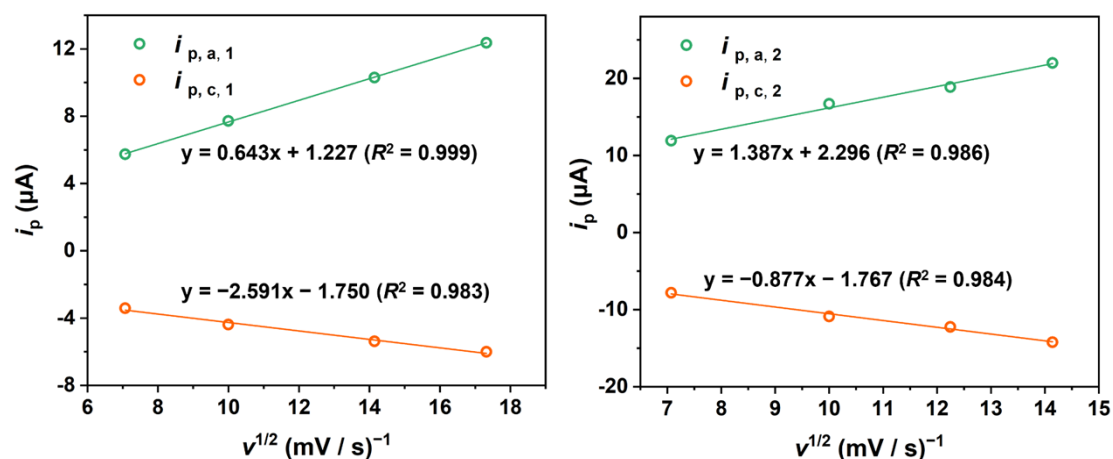 i p, a, 1
i p, c, 1
12
8
4
0
-4
-8
y = 0.643x + 1.227 (R² = 0.999)
y = −2.591x − 1.750 (R² = 0.983)
6 8 10 12 14 16 18
iₚ (µA)
v¹/² (mV / s)⁻¹
i p, a, 2
i p, c, 2
20
10
0
-10
-20
y = 1.387x + 2.296 (R² = 0.986)
y = −0.877x − 1.767 (R² = 0.984)
7 8 9 10 11 12 13 14 15
iₚ (µA)
v¹/² (mV / s)⁻¹